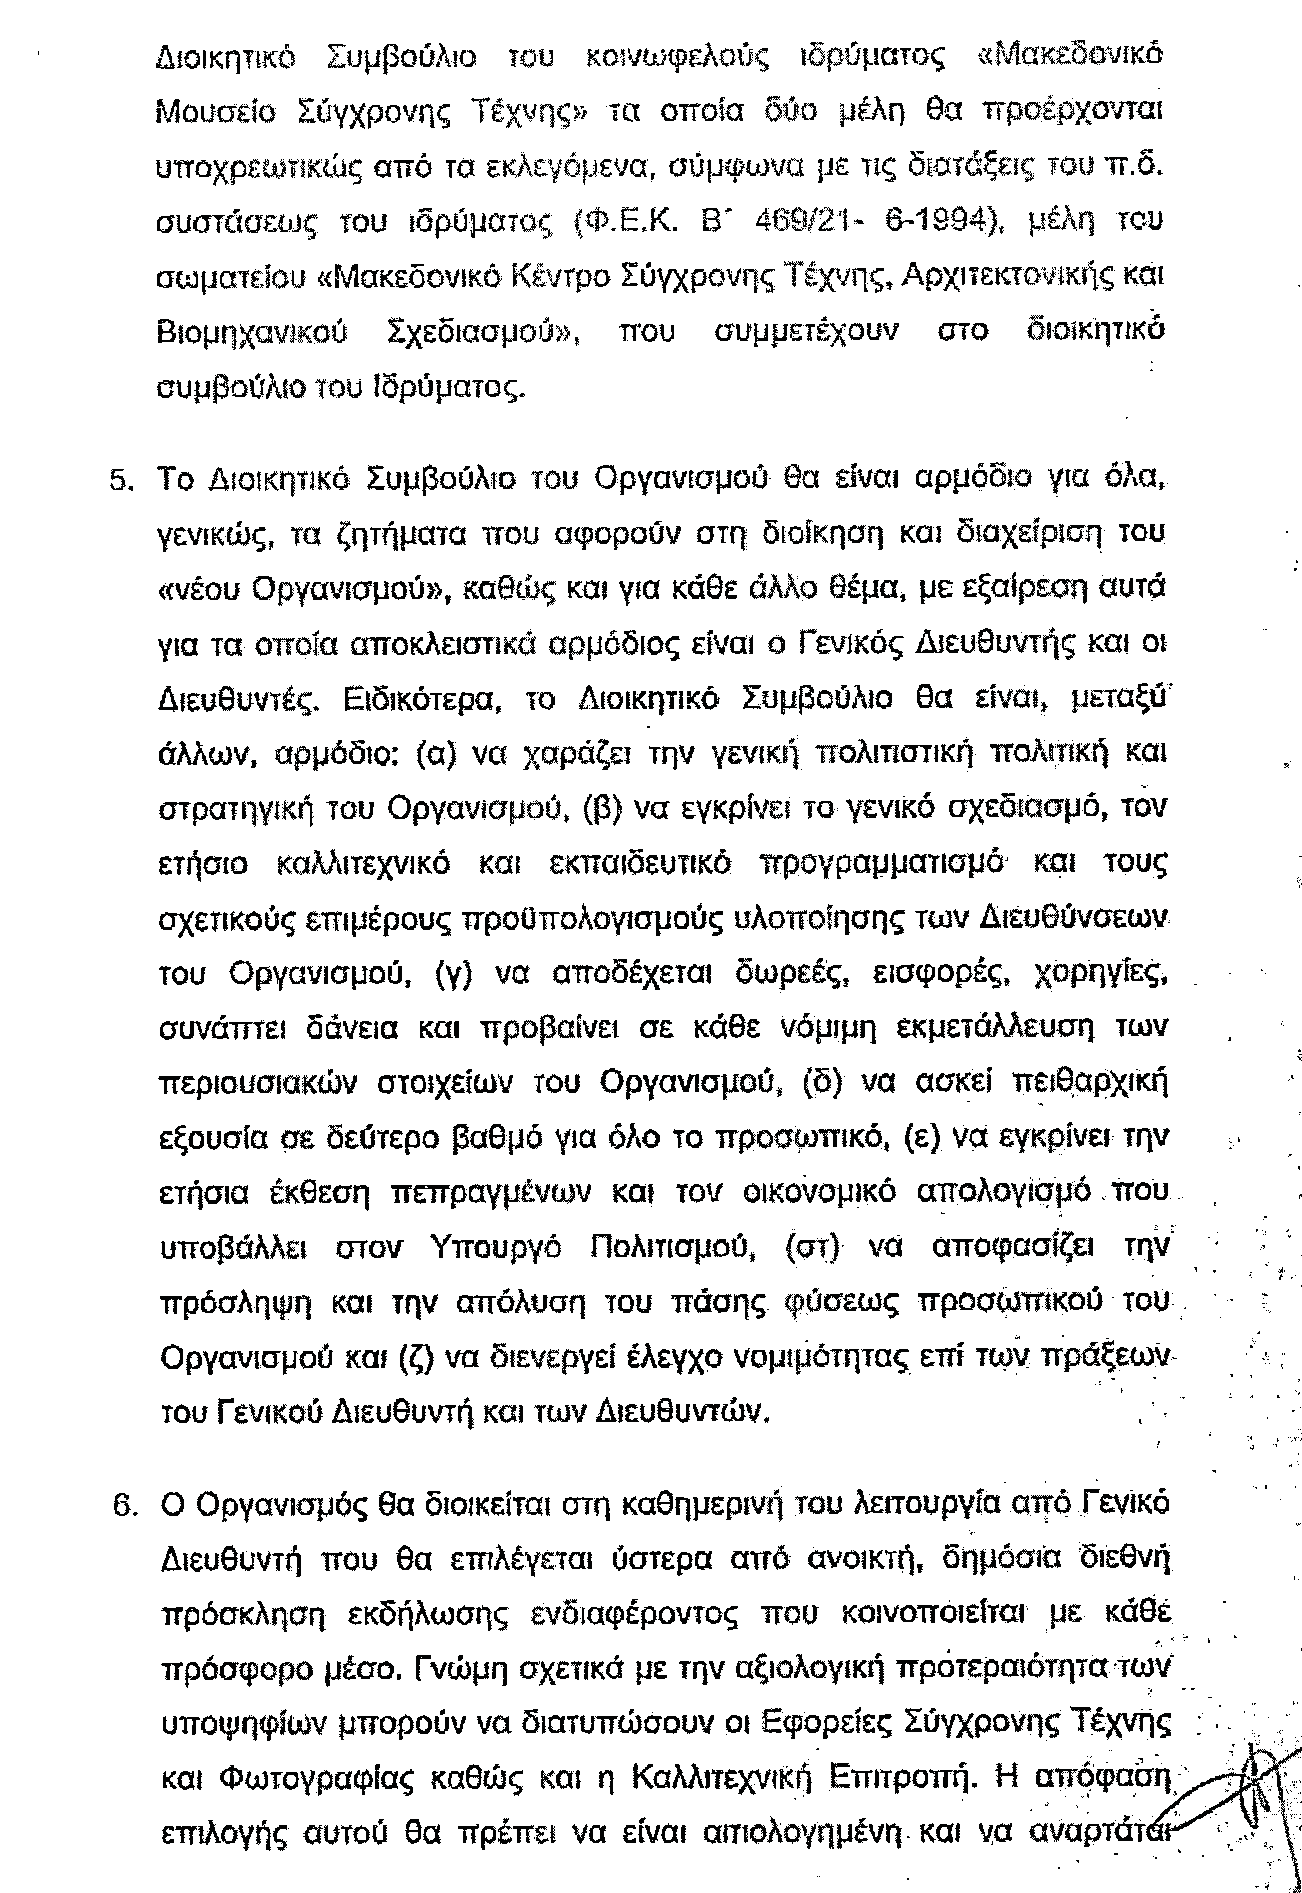 Διοικητικό Συμβούλιο του κοινωφελούς ιδρύματος «Μακεδονικό
Μουσείο Σύγχρονης Τέχνης» τα οποία δύο μέλη θα προέρχονται
υποχρεωτικώς από τα εκλεγόμενα, σύμφωνα με τις διατάξεις του π.δ.
συστάσεως του ιδρύματος (Φ.Ε.Κ. Β΄ 469/21- 6-1994), μέλη του
σωματείου «Μακεδονικό Κέντρο Σύγχρονης Τέχνης, Αρχιτεκτονικής και
Βιομηχανικού Σχεδιασμού», που συμμετέχουν στο διοικητικό
συμβούλιο του Ιδρύματος.
5. Το Διοικητικό Συμβούλιο του Οργανισμού θα είναι αρμόδιο για όλα,
γενικώς, τα ζητήματα που αφορούν στη διοίκηση και διαχείριση του
«νέου Οργανισμού», καθώς και για κάθε άλλο θέμα, με εξαίρεση αυτά
για τα οποία αποκλειστικά αρμόδιος είναι ο Γενικός Διευθυντής και οι
Διευθυντές. Ειδικότερα, το Διοικητικό Συμβούλιο θα είναι, μεταξύ
άλλων, αρμόδιο: (α) να χαράζει την γενική πολιτιστική πολιτική και
στρατηγική του Οργανισμού, (β) να εγκρίνει το γενικό σχεδιασμό, τον
ετήσιο καλλιτεχνικό και εκπαιδευτικό προγραμματισμό και τους
σχετικούς επιμέρους προϋπολογισμούς υλοποίησης των Διευθύνσεων
του Οργανισμού, (γ) να αποδέχεται δωρεές, εισφορές, χορηγίες,
συνάπτει δάνεια και προβαίνει σε κάθε νόμιμη εκμετάλλευση των
περιουσιακών στοιχείων του Οργανισμού, (δ) να ασκεί πειθαρχική
εξουσία σε δεύτερο βαθμό για όλο το προσωπικό, (ε) να εγκρίνει την
ετήσια έκθεση πεπραγμένων και τον οικονομικό απολογισμό που
υποβάλλει στον Υπουργό Πολιτισμού, (στ) να αποφασίζει την
πρόσληψη και την απόλυση του πάσης φύσεως προσωπικού του
Οργανισμού και (ζ) να διενεργεί έλεγχο νομιμότητας επί των πράξεων
του Γενικού Διευθυντή και των Διευθυντών.
6. Ο Οργανισμός θα διοικείται στη καθημερινή του λειτουργία από Γενικό
Διευθυντή που θα επιλέγεται ύστερα από ανοικτή, δημόσια διεθνή
πρόσκληση εκδήλωσης ενδιαφέροντος που κοινοποιείται με κάθε
πρόσφορο μέσο. Γνώμη σχετικά με την αξιολογική προτεραιότητα των
υποψηφίων μπορούν να διατυπώσουν οι Εφορείες Σύγχρονης Τέχνης
και Φωτογραφίας καθώς και η Καλλιτεχνική Επιτροπή. Η απόφαση
επιλογής αυτού θα πρέπει να είναι αιτιολογημένη και να αναρτάται